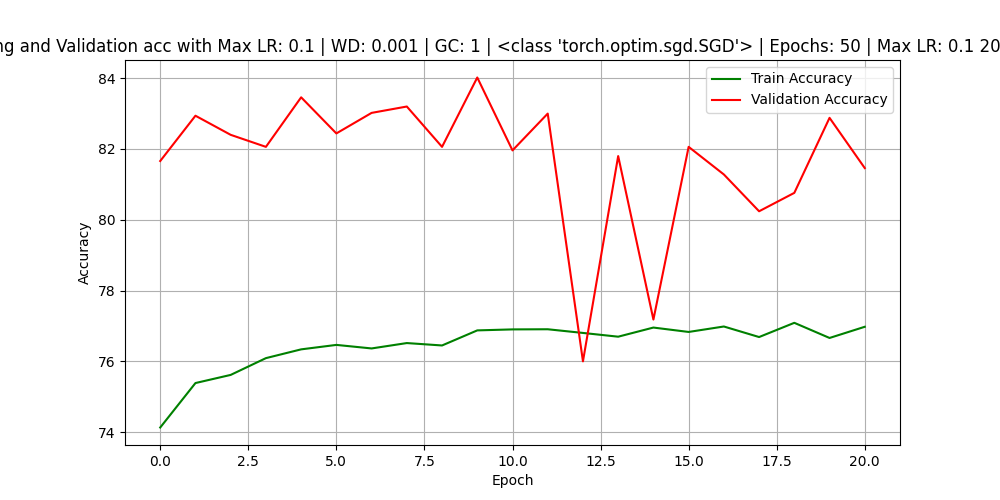 ng and Validation acc with Max LR: 0.1 | WD: 0.001 | GC: 1 | <class 'torch.optim.sgd.SGD'> | Epochs: 50 | Max LR: 0.1 20
Train Accuracy
Validation Accuracy
84
82
80
78
76
74
Accuracy
0.0 2.5 5.0 7.5 10.0 12.5 15.0 17.5 20.0
Epoch